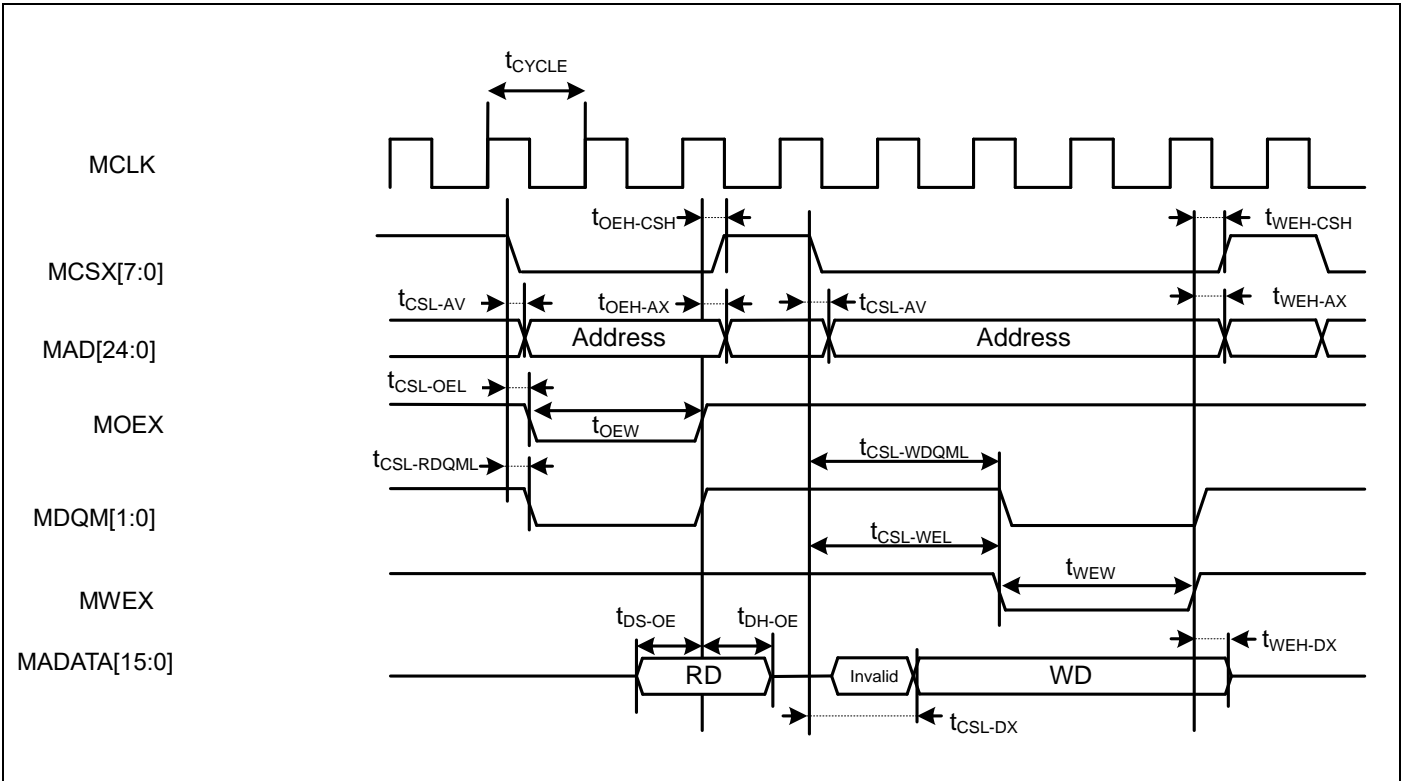 tCYCLE
MCLK
tOEH-CSH
tWEH-CSH
MCSX[7:0]
tCSL-AV
tOEH-AX
tCSL-AV
tWEH-AX
MAD[24:0]
Address
Address
tCSL-OEL
MOEX
tOEW
tCSL-RDQML
tCSL-WDQML
MDQM[1:0]
tCSL-WEL
MWEX
tWEW
tDS-OE
tDH-OE
tWEH-DX
MADATA[15:0]
RD
Invalid
WD
tCSL-DX